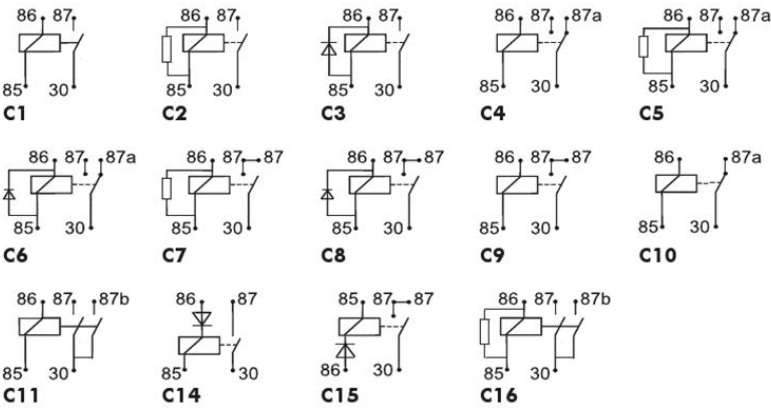 86 87 86 87 86 87 86 87 87a 86 87 87a
85 30 85 30 85 30 85 30 85 30
C1 C2 C3 C4 C5
86 87 87a 86 87 87 86 87 87 86 87 87 86 87a
85 30 85 30 85 30 85 30 85 30
C6 C7 C8 C9 C10
86 87 87b 86 87 85 87 87 86 87 87b
85 30 85 30 86 30 85 30
C11 C14 C15 C16